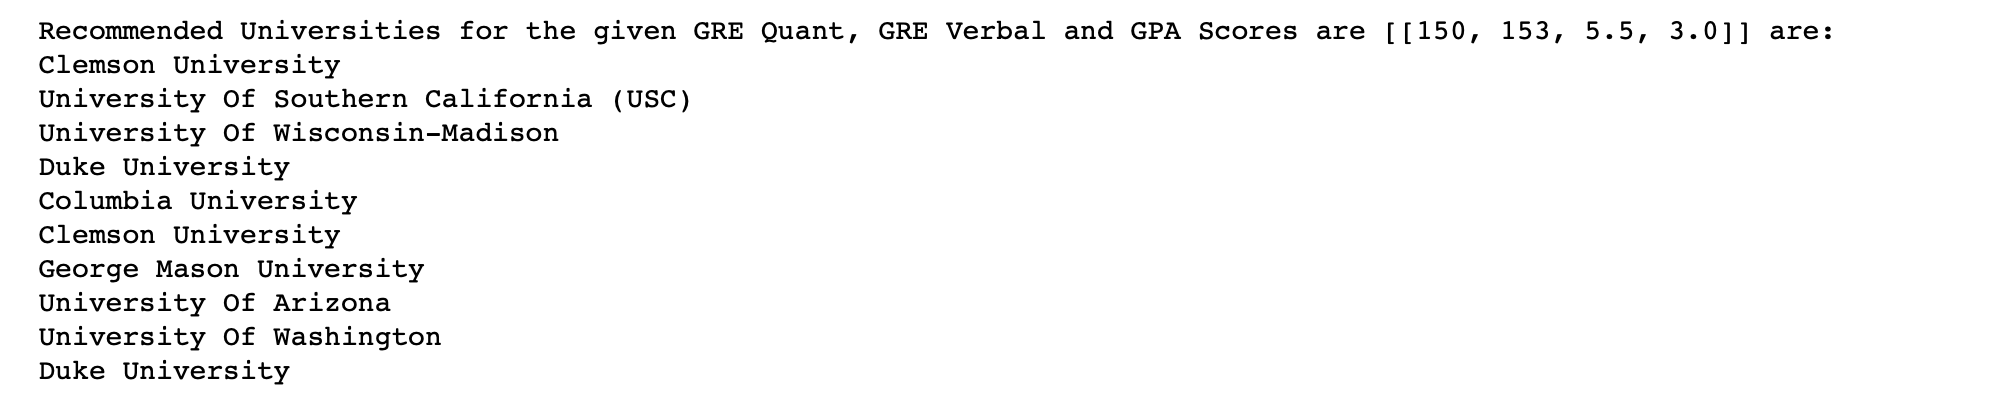 Recommended Universities for the given GRE Quant, GRE Verbal and GPA Scores are [[150, 153, 5.5, 3.0]] are:
Clemson University
University Of Southern California (USC)
University Of Wisconsin-Madison
Duke University
Columbia University
Clemson University
George Mason University
University Of Arizona
University Of Washington
Duke University